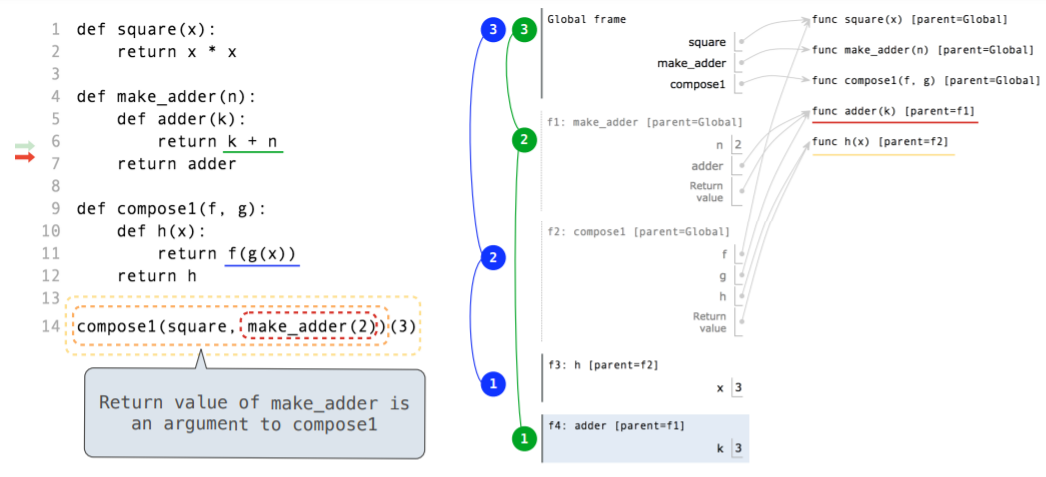 1 def square(x):
2 return x * x
3
4 def make_adder(n):
5 def adder(k):
6 return k + n
7 return adder
8
9 def compose1(f, g):
10 def h(x):
11 return f(g(x))
12 return h
13
14 compose1(square, make_adder(2))(3)
Return value of make_adder is
an argument to compose1
3 3
2
2
1
1
Global frame
square
make_adder
compose1
f1: make_adder [parent=Global]
n 2
adder
Return
value
f2: compose1 [parent=Global]
f
g
h
Return
value
f3: h [parent=f2]
x 3
f4: adder [parent=f1]
k 3
func square(x) [parent=Global]
func make_adder(n) [parent=Global]
func compose1(f, g) [parent=Global]
func adder(k) [parent=f1]
func h(x) [parent=f2]